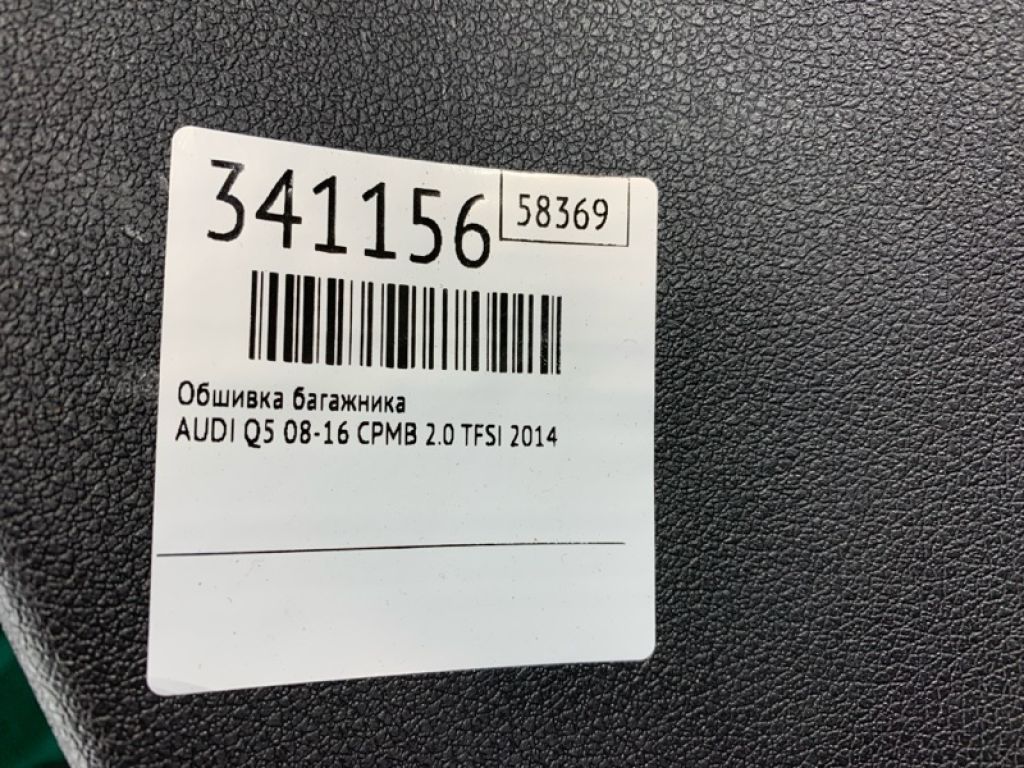 341156
58369
Обшивка багажника
AUDI Q5 08-16 CPMB 2.0 TFSI 2014